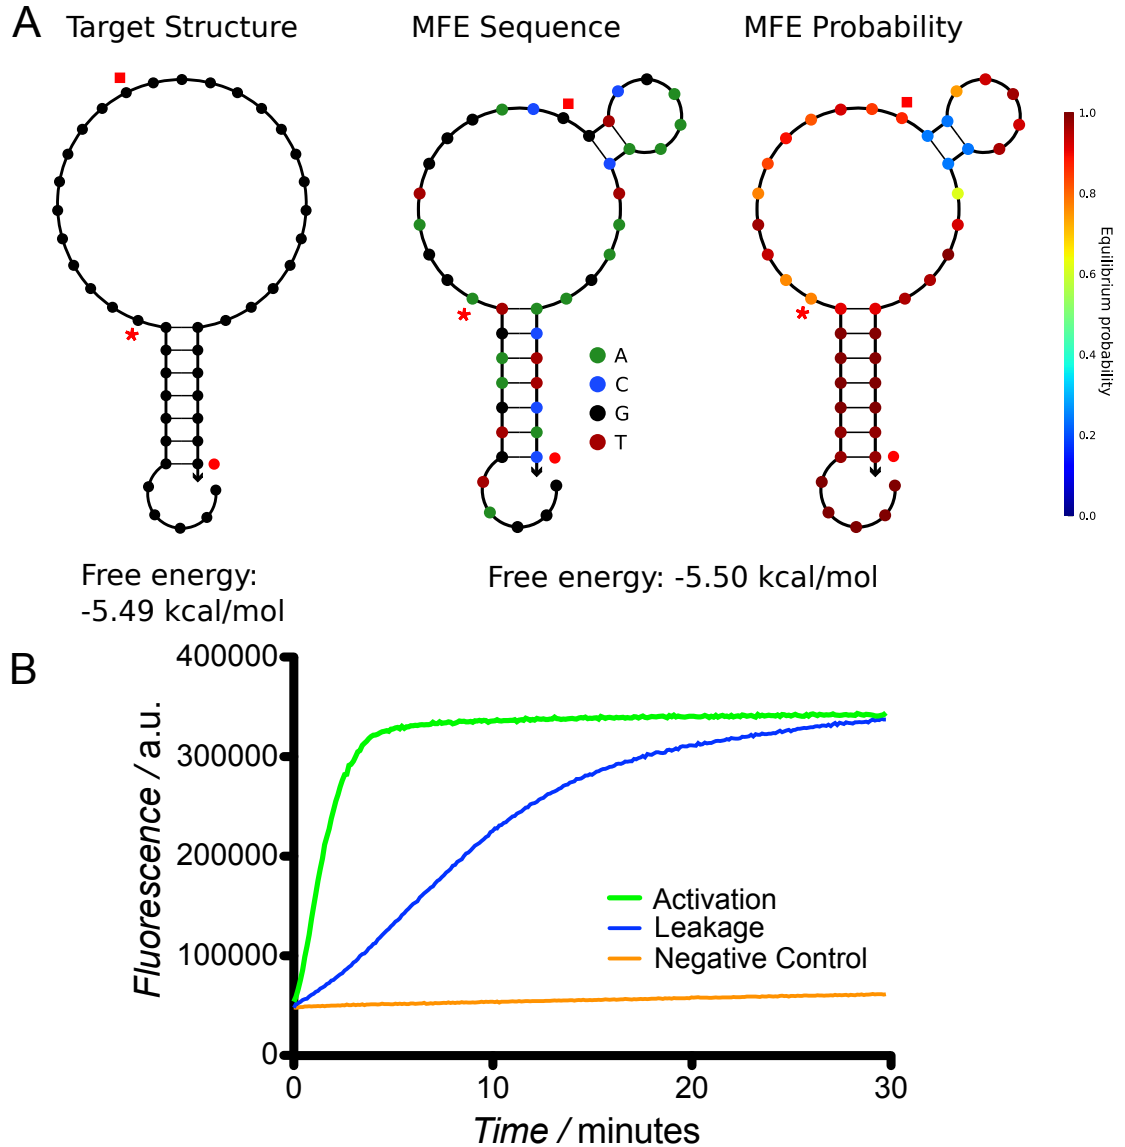 A
Target Structure
MFE Sequence
MFE Probability
*
*
*
A
C
G
T
1.0
0.8
0.6
0.4
0.2
0.0
Equilibrium probability
Free energy:
-5.49 kcal/mol
Free energy: -5.50 kcal/mol
B
400000
300000
200000
100000
0
Fluorescence / a.u.
Activation
Leakage
Negative Control
0
10
20
30
Time / minutes